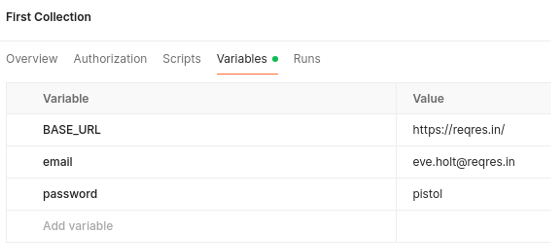 First Collection
Overview Authorization Scripts Variables Runs
Variable Value
BASE_URL https://reqres.in/
email eve.holt@reqres.in
password pistol
Add variable